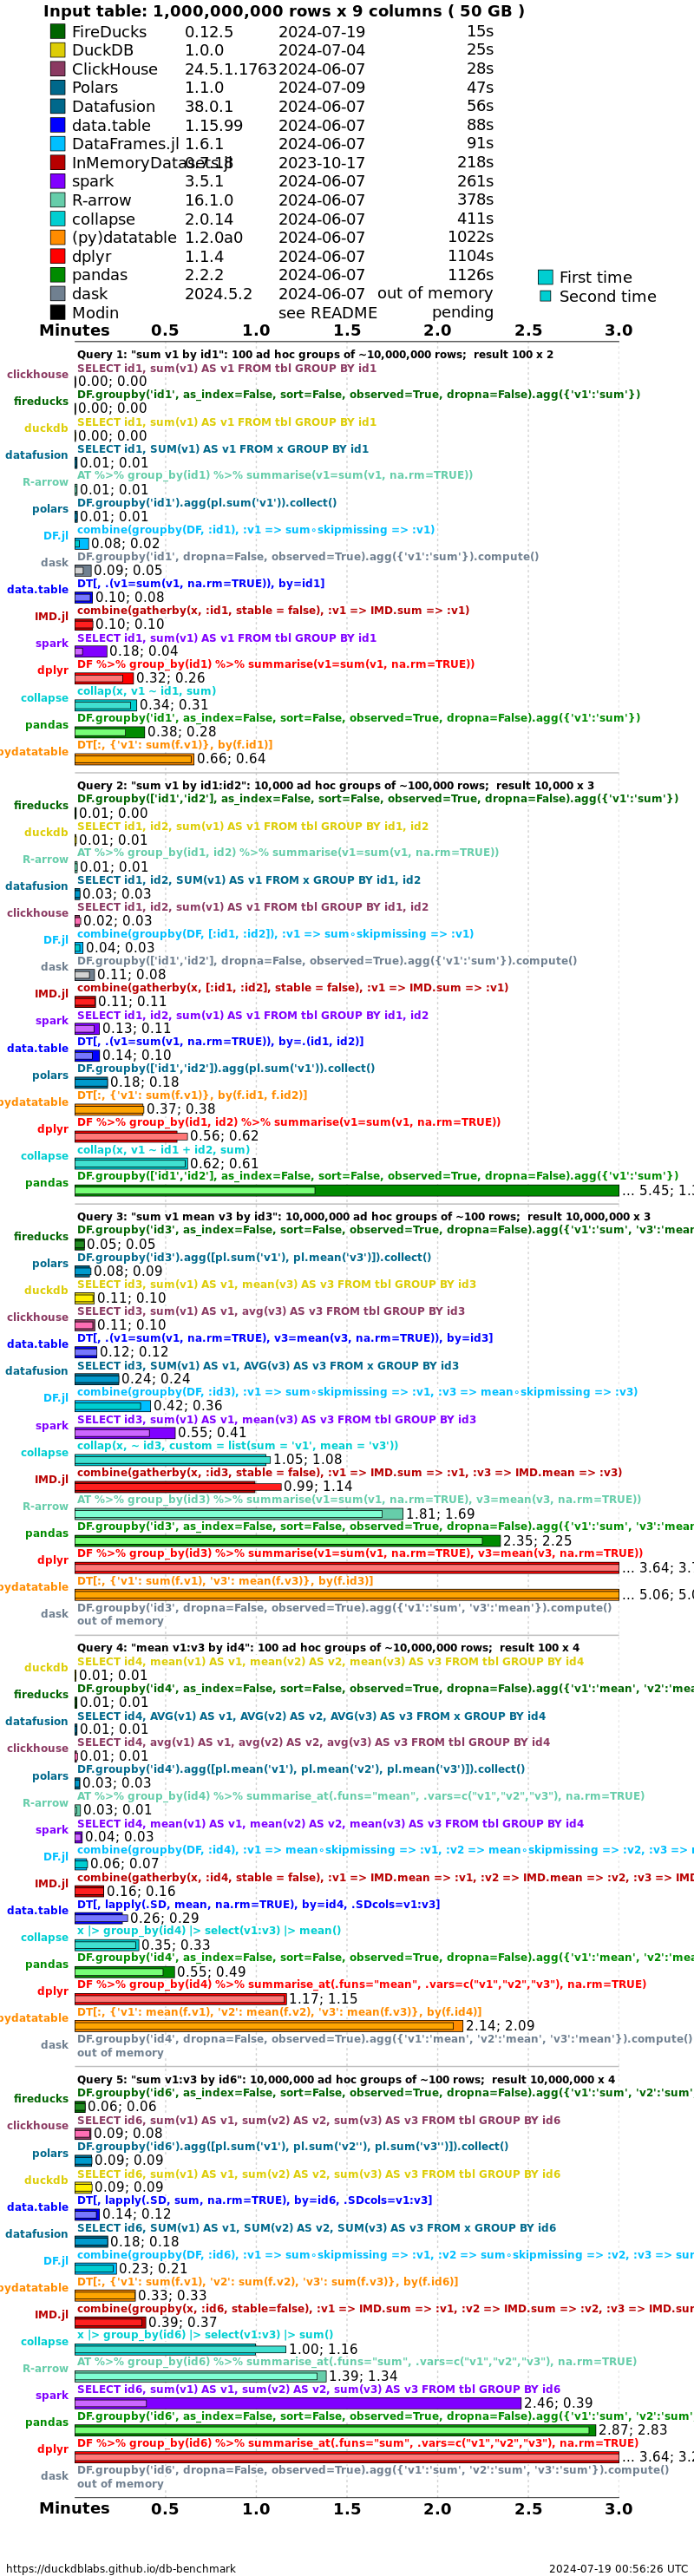 Input table: 1,000,000,000 rows x 9 columns ( 50 GB )
FireDucks 0.12.5 2024-07-19 15s
DuckDB 1.0.0 2024-07-04 25s
ClickHouse 24.5.1.1763 2024-06-07 28s
Polars 1.1.0 2024-07-09 47s
Datafusion 38.0.1 2024-06-07 56s
data.table 1.15.99 2024-06-07 88s
DataFrames.jl 1.6.1 2024-06-07 91s
InMemoryDatasets.jl 0.7.18 2023-10-17 218s
spark 3.5.1 2024-06-07 261s
R-arrow 16.1.0 2024-06-07 378s
collapse 2.0.14 2024-06-07 411s
(py)datatable 1.2.0a0 2024-06-07 1022s
dplyr 1.1.4 2024-06-07 1104s
pandas 2.2.2 2024-06-07 1126s
First time
dask 2024.5.2 2024-06-07 out of memory
Second time
Modin see README pending
Minutes 0.5 1.0 1.5 2.0 2.5 3.0
Query 1: "sum v1 by id1": 100 ad hoc groups of ~10,000,000 rows; result 100 x 2
clickhouse SELECT id1, sum(v1) AS v1 FROM tbl GROUP BY id1
0.00; 0.00
fireducks DF.groupby('id1', as_index=False, sort=False, observed=True, dropna=False).agg({'v1':'sum'})
0.00; 0.00
duckdb SELECT id1, sum(v1) AS v1 FROM tbl GROUP BY id1
0.00; 0.00
datafusion SELECT id1, SUM(v1) AS v1 FROM x GROUP BY id1
0.01; 0.01
R-arrow AT %>% group_by(id1) %>% summarise(v1=sum(v1, na.rm=TRUE))
0.01; 0.01
polars DF.groupby('id1').agg(pl.sum('v1')).collect()
0.01; 0.01
DF.jl combine(groupby(DF, :id1), :v1 => sum∘skipmissing => :v1)
0.08; 0.02
dask DF.groupby('id1', dropna=False, observed=True).agg({'v1':'sum'}).compute()
0.09; 0.05
data.table DT[, .(v1=sum(v1, na.rm=TRUE)), by=id1]
0.10; 0.08
IMD.jl combine(gatherby(x, :id1, stable = false), :v1 => IMD.sum => :v1)
0.10; 0.10
spark SELECT id1, sum(v1) AS v1 FROM tbl GROUP BY id1
0.18; 0.04
dplyr DF %>% group_by(id1) %>% summarise(v1=sum(v1, na.rm=TRUE))
0.32; 0.26
collapse collap(x, v1 ~ id1, sum)
0.34; 0.31
pandas DF.groupby('id1', as_index=False, sort=False, observed=True, dropna=False).agg({'v1':'sum'})
0.38; 0.28
pydatatable DT[:, {'v1': sum(f.v1)}, by(f.id1)]
0.66; 0.64
Query 2: "sum v1 by id1:id2": 10,000 ad hoc groups of ~100,000 rows; result 10,000 x 3
fireducks DF.groupby(['id1','id2'], as_index=False, sort=False, observed=True, dropna=False).agg({'v1':'sum'})
0.01; 0.00
duckdb SELECT id1, id2, sum(v1) AS v1 FROM tbl GROUP BY id1, id2
0.01; 0.01
R-arrow AT %>% group_by(id1, id2) %>% summarise(v1=sum(v1, na.rm=TRUE))
0.01; 0.01
datafusion SELECT id1, id2, SUM(v1) AS v1 FROM x GROUP BY id1, id2
0.03; 0.03
clickhouse SELECT id1, id2, sum(v1) AS v1 FROM tbl GROUP BY id1, id2
0.02; 0.03
DF.jl combine(groupby(DF, [:id1, :id2]), :v1 => sum∘skipmissing => :v1)
0.04; 0.03
dask DF.groupby(['id1','id2'], dropna=False, observed=True).agg({'v1':'sum'}).compute()
0.11; 0.08
IMD.jl combine(gatherby(x, [:id1, :id2], stable = false), :v1 => IMD.sum => :v1)
0.11; 0.11
spark SELECT id1, id2, sum(v1) AS v1 FROM tbl GROUP BY id1, id2
0.13; 0.11
data.table DT[, .(v1=sum(v1, na.rm=TRUE)), by=.(id1, id2)]
0.14; 0.10
polars DF.groupby(['id1','id2']).agg(pl.sum('v1')).collect()
0.18; 0.18
pydatatable DT[:, {'v1': sum(f.v1)}, by(f.id1, f.id2)]
0.37; 0.38
dplyr DF %>% group_by(id1, id2) %>% summarise(v1=sum(v1, na.rm=TRUE))
0.56; 0.62
collapse collap(x, v1 ~ id1 + id2, sum)
0.62; 0.61
pandas DF.groupby(['id1','id2'], as_index=False, sort=False, observed=True, dropna=False).agg({'v1':'sum'})
... 5.45; 1.3
Query 3: "sum v1 mean v3 by id3": 10,000,000 ad hoc groups of ~100 rows; result 10,000,000 x 3
fireducks DF.groupby('id3', as_index=False, sort=False, observed=True, dropna=False).agg({'v1':'sum', 'v3':'mean
0.05; 0.05
polars DF.groupby('id3').agg([pl.sum('v1'), pl.mean('v3')]).collect()
0.08; 0.09
duckdb SELECT id3, sum(v1) AS v1, mean(v3) AS v3 FROM tbl GROUP BY id3
0.11; 0.10
clickhouse SELECT id3, sum(v1) AS v1, avg(v3) AS v3 FROM tbl GROUP BY id3
0.11; 0.10
data.table DT[, .(v1=sum(v1, na.rm=TRUE), v3=mean(v3, na.rm=TRUE)), by=id3]
0.12; 0.12
datafusion SELECT id3, SUM(v1) AS v1, AVG(v3) AS v3 FROM x GROUP BY id3
0.24; 0.24
DF.jl combine(groupby(DF, :id3), :v1 => sum∘skipmissing => :v1, :v3 => mean∘skipmissing => :v3)
0.42; 0.36
spark SELECT id3, sum(v1) AS v1, mean(v3) AS v3 FROM tbl GROUP BY id3
0.55; 0.41
collapse collap(x, ~ id3, custom = list(sum = 'v1', mean = 'v3'))
1.05; 1.08
IMD.jl combine(gatherby(x, :id3, stable = false), :v1 => IMD.sum => :v1, :v3 => IMD.mean => :v3)
0.99; 1.14
R-arrow AT %>% group_by(id3) %>% summarise(v1=sum(v1, na.rm=TRUE), v3=mean(v3, na.rm=TRUE))
1.81; 1.69
pandas DF.groupby('id3', as_index=False, sort=False, observed=True, dropna=False).agg({'v1':'sum', 'v3':'mean
2.35; 2.25
dplyr DF %>% group_by(id3) %>% summarise(v1=sum(v1, na.rm=TRUE), v3=mean(v3, na.rm=TRUE))
... 3.64; 3.7
pydatatable DT[:, {'v1': sum(f.v1), 'v3': mean(f.v3)}, by(f.id3)]
... 5.06; 5.0
dask DF.groupby('id3', dropna=False, observed=True).agg({'v1':'sum', 'v3':'mean'}).compute()
out of memory
Query 4: "mean v1:v3 by id4": 100 ad hoc groups of ~10,000,000 rows; result 100 x 4
duckdb SELECT id4, mean(v1) AS v1, mean(v2) AS v2, mean(v3) AS v3 FROM tbl GROUP BY id4
0.01; 0.01
fireducks DF.groupby('id4', as_index=False, sort=False, observed=True, dropna=False).agg({'v1':'mean', 'v2':'mea
0.01; 0.01
datafusion SELECT id4, AVG(v1) AS v1, AVG(v2) AS v2, AVG(v3) AS v3 FROM x GROUP BY id4
0.01; 0.01
clickhouse SELECT id4, avg(v1) AS v1, avg(v2) AS v2, avg(v3) AS v3 FROM tbl GROUP BY id4
0.01; 0.01
polars DF.groupby('id4').agg([pl.mean('v1'), pl.mean('v2'), pl.mean('v3')]).collect()
0.03; 0.03
R-arrow AT %>% group_by(id4) %>% summarise_at(.funs="mean", .vars=c("v1","v2","v3"), na.rm=TRUE)
0.03; 0.01
spark SELECT id4, mean(v1) AS v1, mean(v2) AS v2, mean(v3) AS v3 FROM tbl GROUP BY id4
0.04; 0.03
DF.jl combine(groupby(DF, :id4), :v1 => mean∘skipmissing => :v1, :v2 => mean∘skipmissing => :v2, :v3 => m
0.06; 0.07
IMD.jl combine(gatherby(x, :id4, stable = false), :v1 => IMD.mean => :v1, :v2 => IMD.mean => :v2, :v3 => IMD
0.16; 0.16
data.table DT[, lapply(.SD, mean, na.rm=TRUE), by=id4, .SDcols=v1:v3]
0.26; 0.29
collapse x |> group_by(id4) |> select(v1:v3) |> mean()
0.35; 0.33
pandas DF.groupby('id4', as_index=False, sort=False, observed=True, dropna=False).agg({'v1':'mean', 'v2':'mea
0.55; 0.49
dplyr DF %>% group_by(id4) %>% summarise_at(.funs="mean", .vars=c("v1","v2","v3"), na.rm=TRUE)
1.17; 1.15
pydatatable DT[:, {'v1': mean(f.v1), 'v2': mean(f.v2), 'v3': mean(f.v3)}, by(f.id4)]
2.14; 2.09
dask DF.groupby('id4', dropna=False, observed=True).agg({'v1':'mean', 'v2':'mean', 'v3':'mean'}).compute()
out of memory
Query 5: "sum v1:v3 by id6": 10,000,000 ad hoc groups of ~100 rows; result 10,000,000 x 4
fireducks DF.groupby('id6', as_index=False, sort=False, observed=True, dropna=False).agg({'v1':'sum', 'v2':'sum'
0.06; 0.06
clickhouse SELECT id6, sum(v1) AS v1, sum(v2) AS v2, sum(v3) AS v3 FROM tbl GROUP BY id6
0.09; 0.08
polars DF.groupby('id6').agg([pl.sum('v1'), pl.sum('v2''), pl.sum('v3'')]).collect()
0.09; 0.09
duckdb SELECT id6, sum(v1) AS v1, sum(v2) AS v2, sum(v3) AS v3 FROM tbl GROUP BY id6
0.09; 0.09
data.table DT[, lapply(.SD, sum, na.rm=TRUE), by=id6, .SDcols=v1:v3]
0.14; 0.12
datafusion SELECT id6, SUM(v1) AS v1, SUM(v2) AS v2, SUM(v3) AS v3 FROM x GROUP BY id6
0.18; 0.18
DF.jl combine(groupby(DF, :id6), :v1 => sum∘skipmissing => :v1, :v2 => sum∘skipmissing => :v2, :v3 => sum
0.23; 0.21
pydatatable DT[:, {'v1': sum(f.v1), 'v2': sum(f.v2), 'v3': sum(f.v3)}, by(f.id6)]
0.33; 0.33
IMD.jl combine(groupby(x, :id6, stable=false), :v1 => IMD.sum => :v1, :v2 => IMD.sum => :v2, :v3 => IMD.sum
0.39; 0.37
collapse x |> group_by(id6) |> select(v1:v3) |> sum()
1.00; 1.16
R-arrow AT %>% group_by(id6) %>% summarise_at(.funs="sum", .vars=c("v1","v2","v3"), na.rm=TRUE)
1.39; 1.34
spark SELECT id6, sum(v1) AS v1, sum(v2) AS v2, sum(v3) AS v3 FROM tbl GROUP BY id6
2.46; 0.39
pandas DF.groupby('id6', as_index=False, sort=False, observed=True, dropna=False).agg({'v1':'sum', 'v2':'sum'
2.87; 2.83
dplyr DF %>% group_by(id6) %>% summarise_at(.funs="sum", .vars=c("v1","v2","v3"), na.rm=TRUE)
... 3.64; 3.2
dask DF.groupby('id6', dropna=False, observed=True).agg({'v1':'sum', 'v2':'sum', 'v3':'sum'}).compute()
out of memory
Minutes 0.5 1.0 1.5 2.0 2.5 3.0
https://duckdblabs.github.io/db-benchmark 2024-07-19 00:56:26 UTC